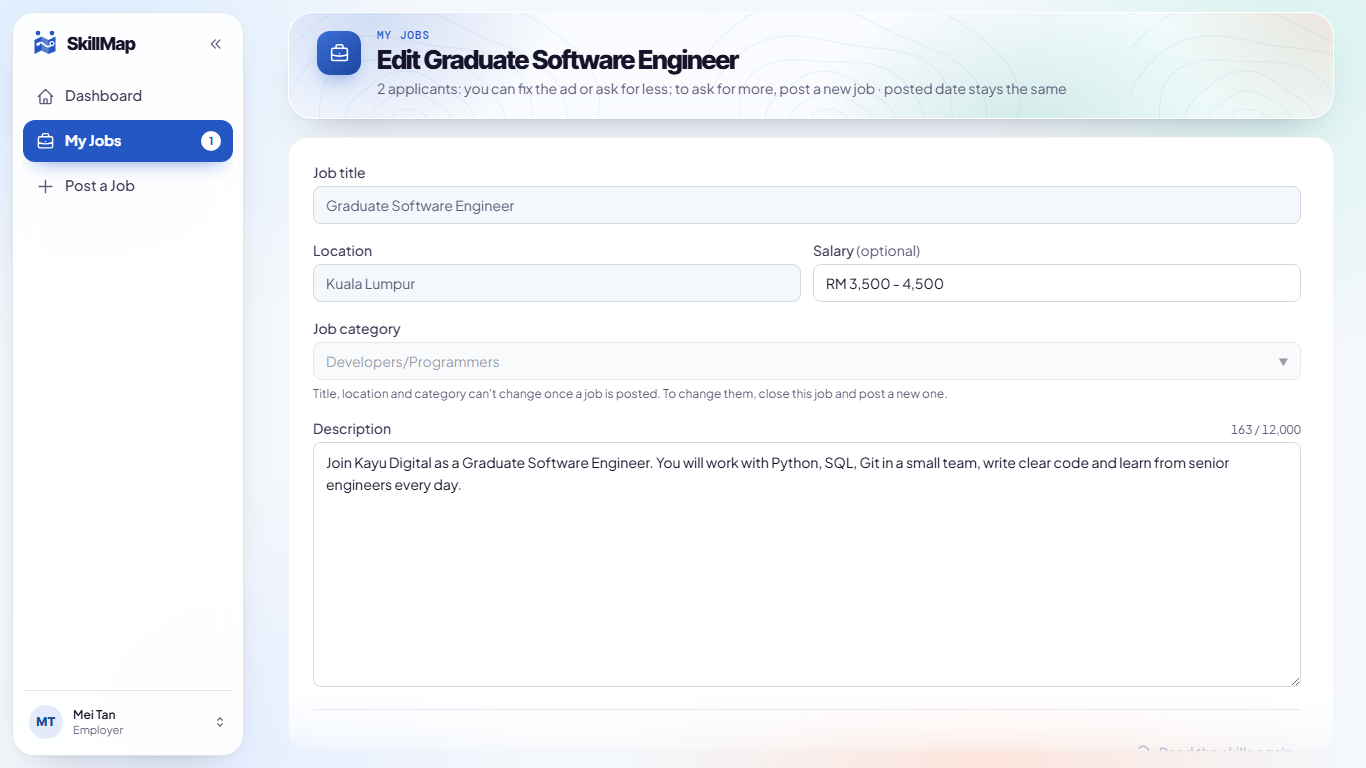 SkillMap
Dashboard
My Jobs
1
Post a Job
MT
Mei Tan
Employer
MY JOBS
Edit Graduate Software Engineer
2 applicants: you can fix the ad or ask for less; to ask for more, post a new job · posted date stays the same
Job title
Graduate Software Engineer
Location
Salary (optional)
Kuala Lumpur
RM 3,500 - 4,500
Job category
Developers/Programmers
Title, location and category can't change once a job is posted. To change them, close this job and post a new one.
Description
163 / 12,000
Join Kayu Digital as a Graduate Software Engineer. You will work with Python, SQL, Git in a small team, write clear code and learn from senior
engineers every day.
Read the skills again